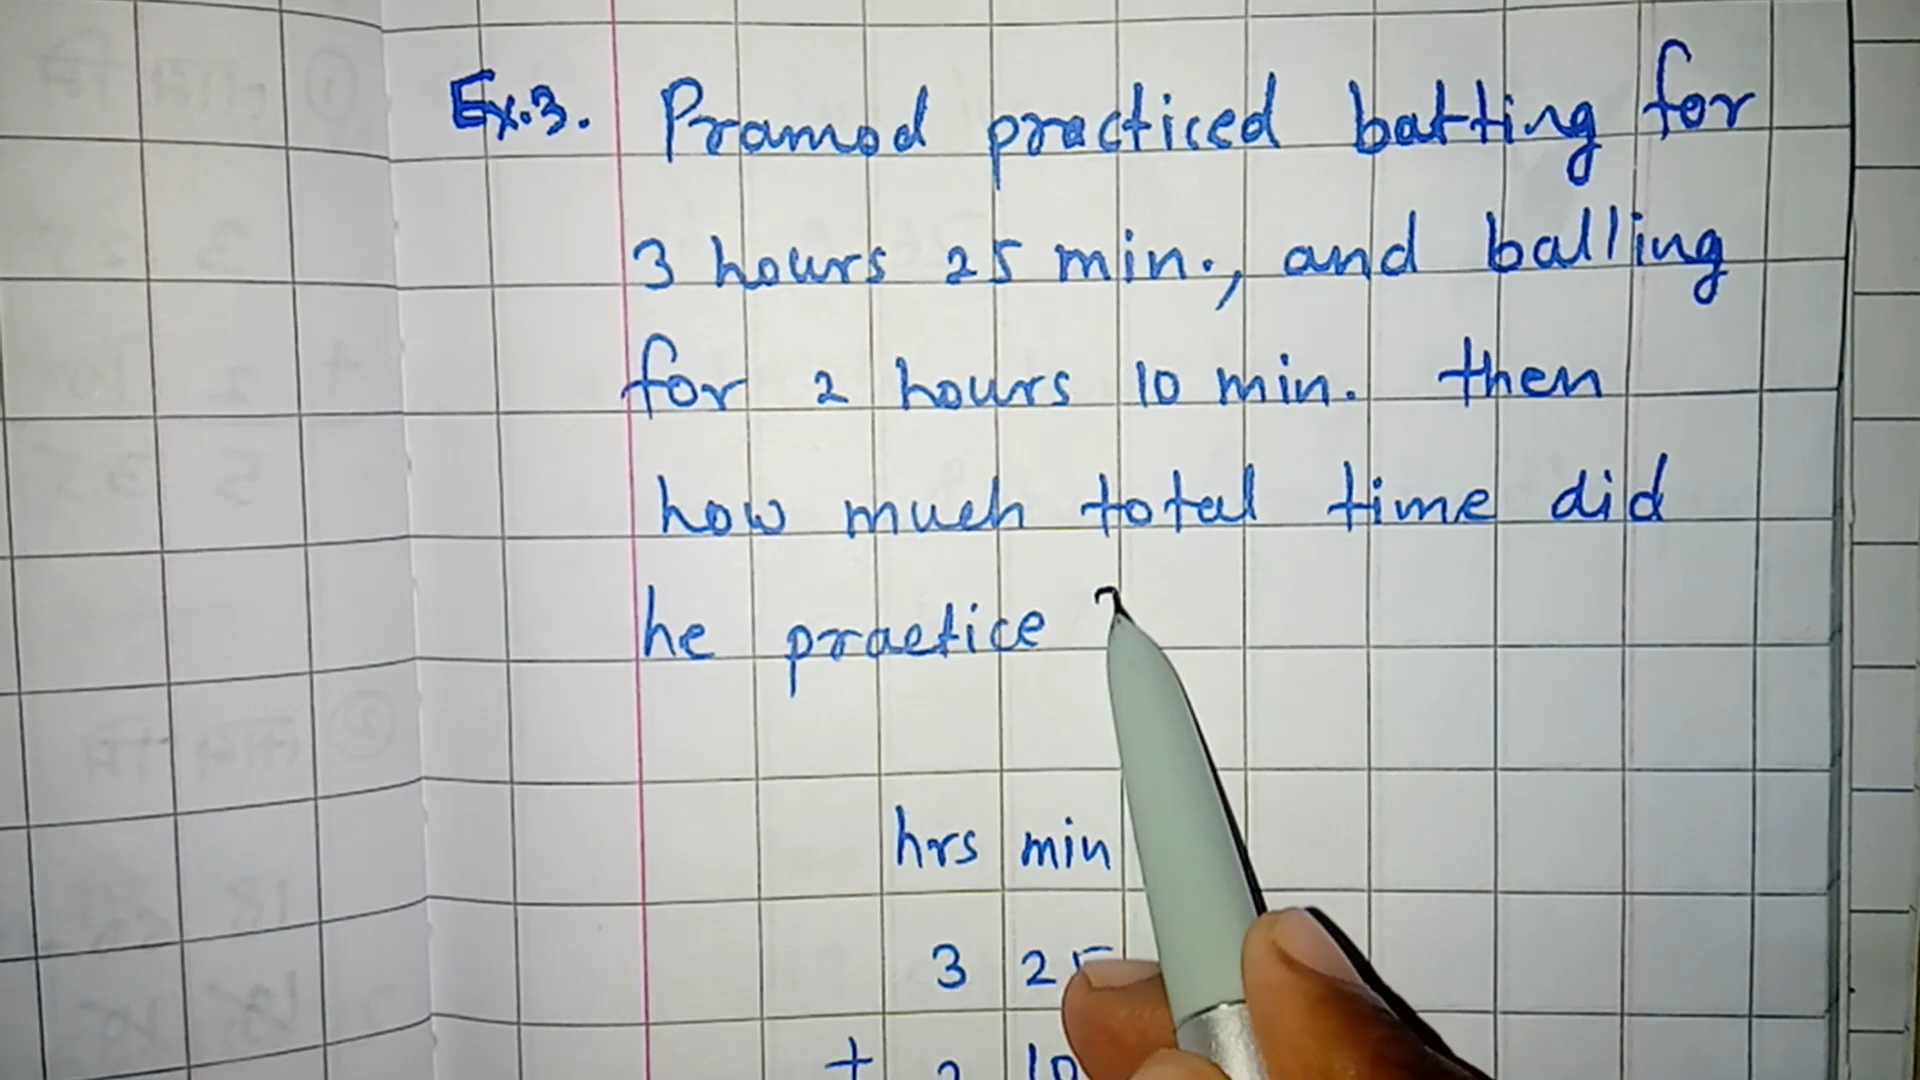 Ex.3. Pramod practiced batting for
3 hours 25 min., and balling
for 2 hours 10 min. then
how much total time did
he practice ?
hrs min
3 25
+ 2 10